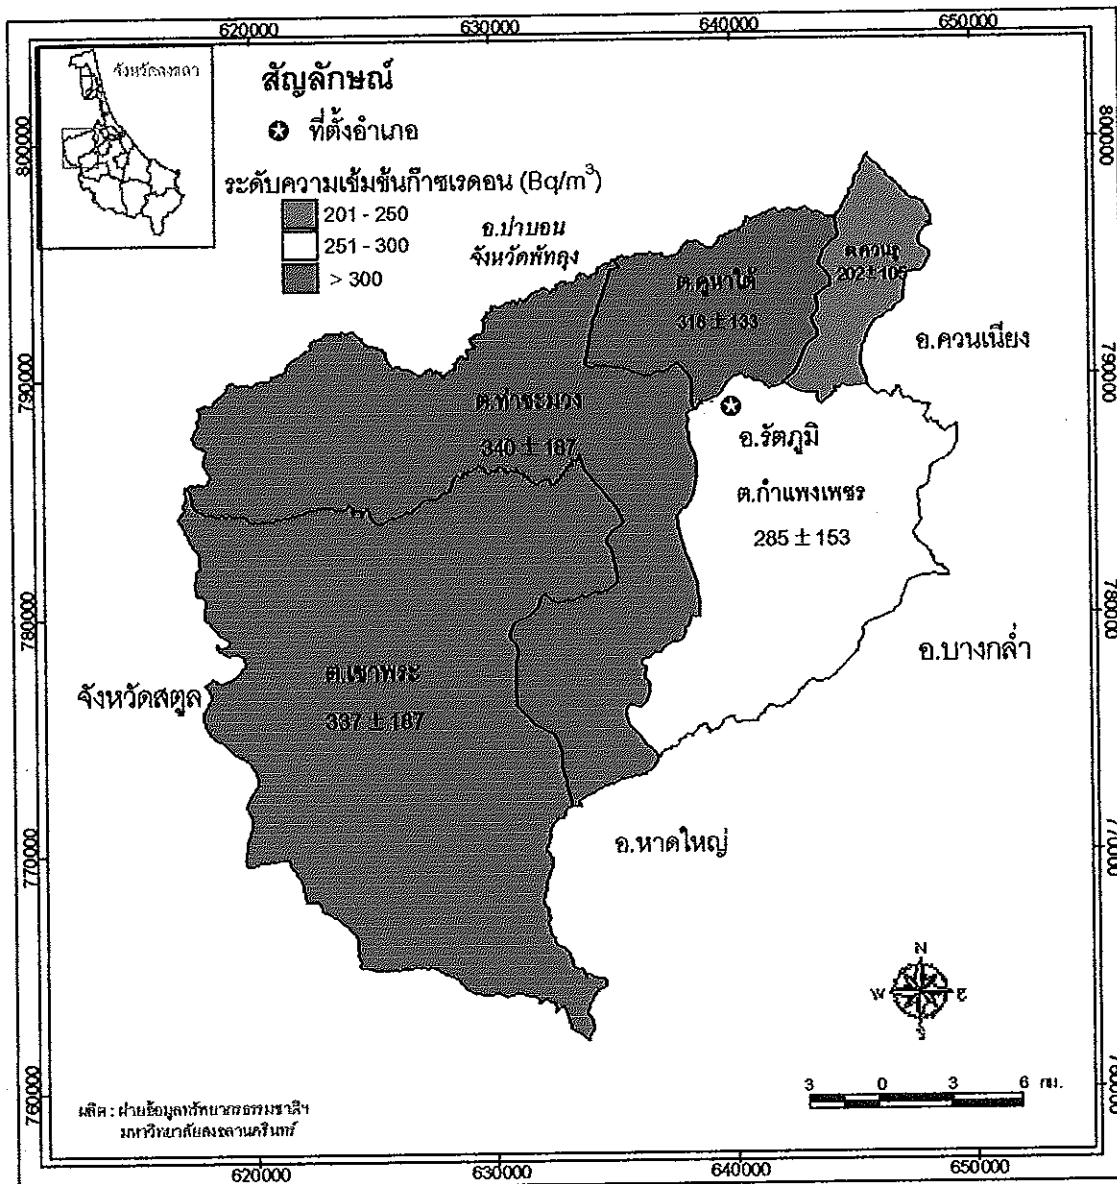 620000 630000 640000 650000
จังหวัดสงขลา
สัญลักษณ์
ที่ตั้งอำเภอ
ระดับความเข้มข้นก๊าซเรดอน (Bq/m³)
201 - 250
251 - 300
> 300
อ.ป่าบอน
จังหวัดพัทลุง
800000
800000
ต.ควนรู
202 ± 105
ต.คูหาใต้
318 ± 133
อ.ควนเนียง
790000
790000
ต.ท่าชะมวง
340 ± 187
อ.รัตภูมิ
ต.กำแพงเพชร
285 ± 153
780000
780000
อ.บางกล่ำ
ต.เขาพระ
337 ± 187
จังหวัดสตูล
อ.หาดใหญ่
770000
770000
N
W E
S
3 0 3 6 กม.
760000
760000
ผลิต : ฝ่ายข้อมูลทรัพยากรธรรมชาติฯ
มหาวิทยาลัยสงขลานครินทร์
620000 630000 640000 650000